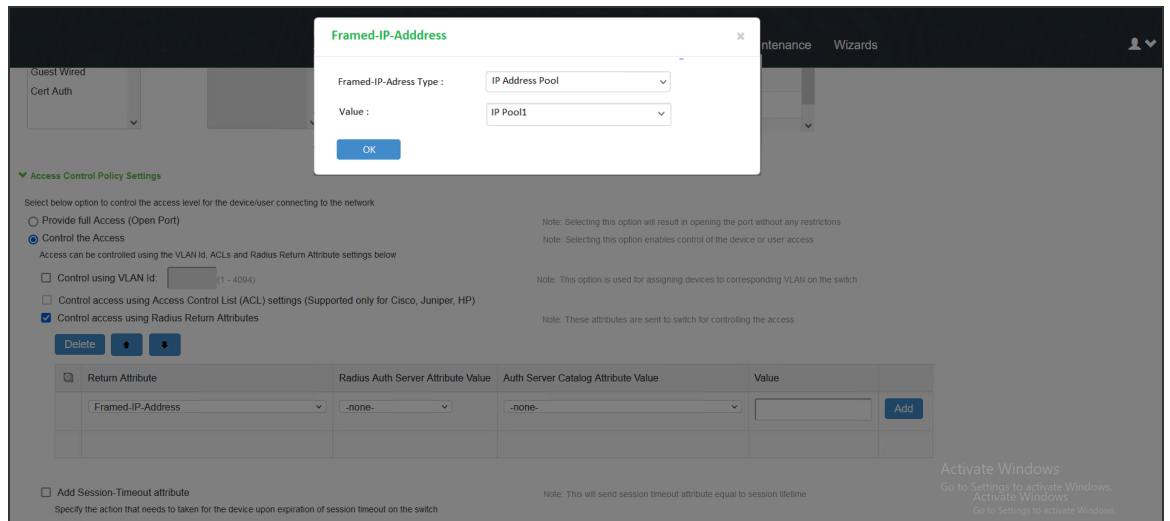 Framed-IP-Adddress ×
ntenance Wizards
Framed-IP-Adress Type : IP Address Pool
Value : IP Pool1
OK
Guest Wired
Cert Auth
Access Control Policy Settings
Select below option to control the access level for the device/user connecting to the network
Provide full Access (Open Port) Note: Selecting this option will result in opening the port without any restrictons
Control the Access Note: Selecting this option enables control of the device or user access
Access can be controlled using the VLAN Id, ACLs and Radius Return Attribute settings below
Control using VLAN Id: (1 - 4094) Note: This option is used for assigning devices to corresponding VLAN on the switch
Control access using Access Control List (ACL) settings (Supported only for Cisco, Juniper, HP)
Control access using Radius Return Attributes Note: These attributes are sent to switch for controlling the access
Delete
Return Attribute Radius Auth Server Attribute Value Auth Server Catalog Attribute Value Value
Framed-IP-Address -none- -none- Add
Add Session-Timeout attribute Note: This will send session timeout attribute equal to session lifetime
Specify the action that needs to taken for the device upon expiration of session timeout on the switch
Activate Windows
Go to Settings to activate Windows.
Activate Windows
Go to Settings to activate Windows.